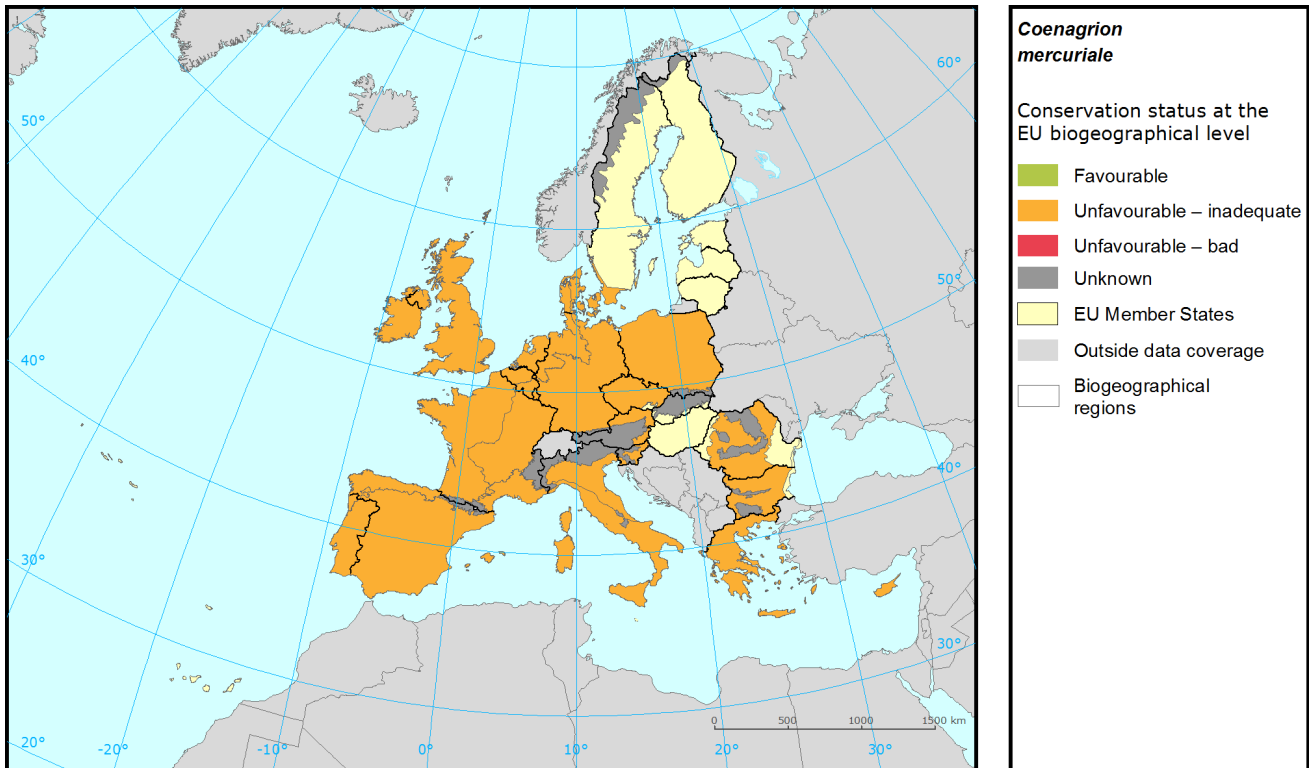 Coenagrion
mercuriale
Conservation status at the
EU biogeographical level
Favourable
Unfavourable – inadequate
Unfavourable – bad
Unknown
EU Member States
Outside data coverage
Biogeographical
regions
60°
50°
50°
40°
40°
30°
30°
0 500 1000 1500 km
20° -20° -10° 0° 10° 20° 30°